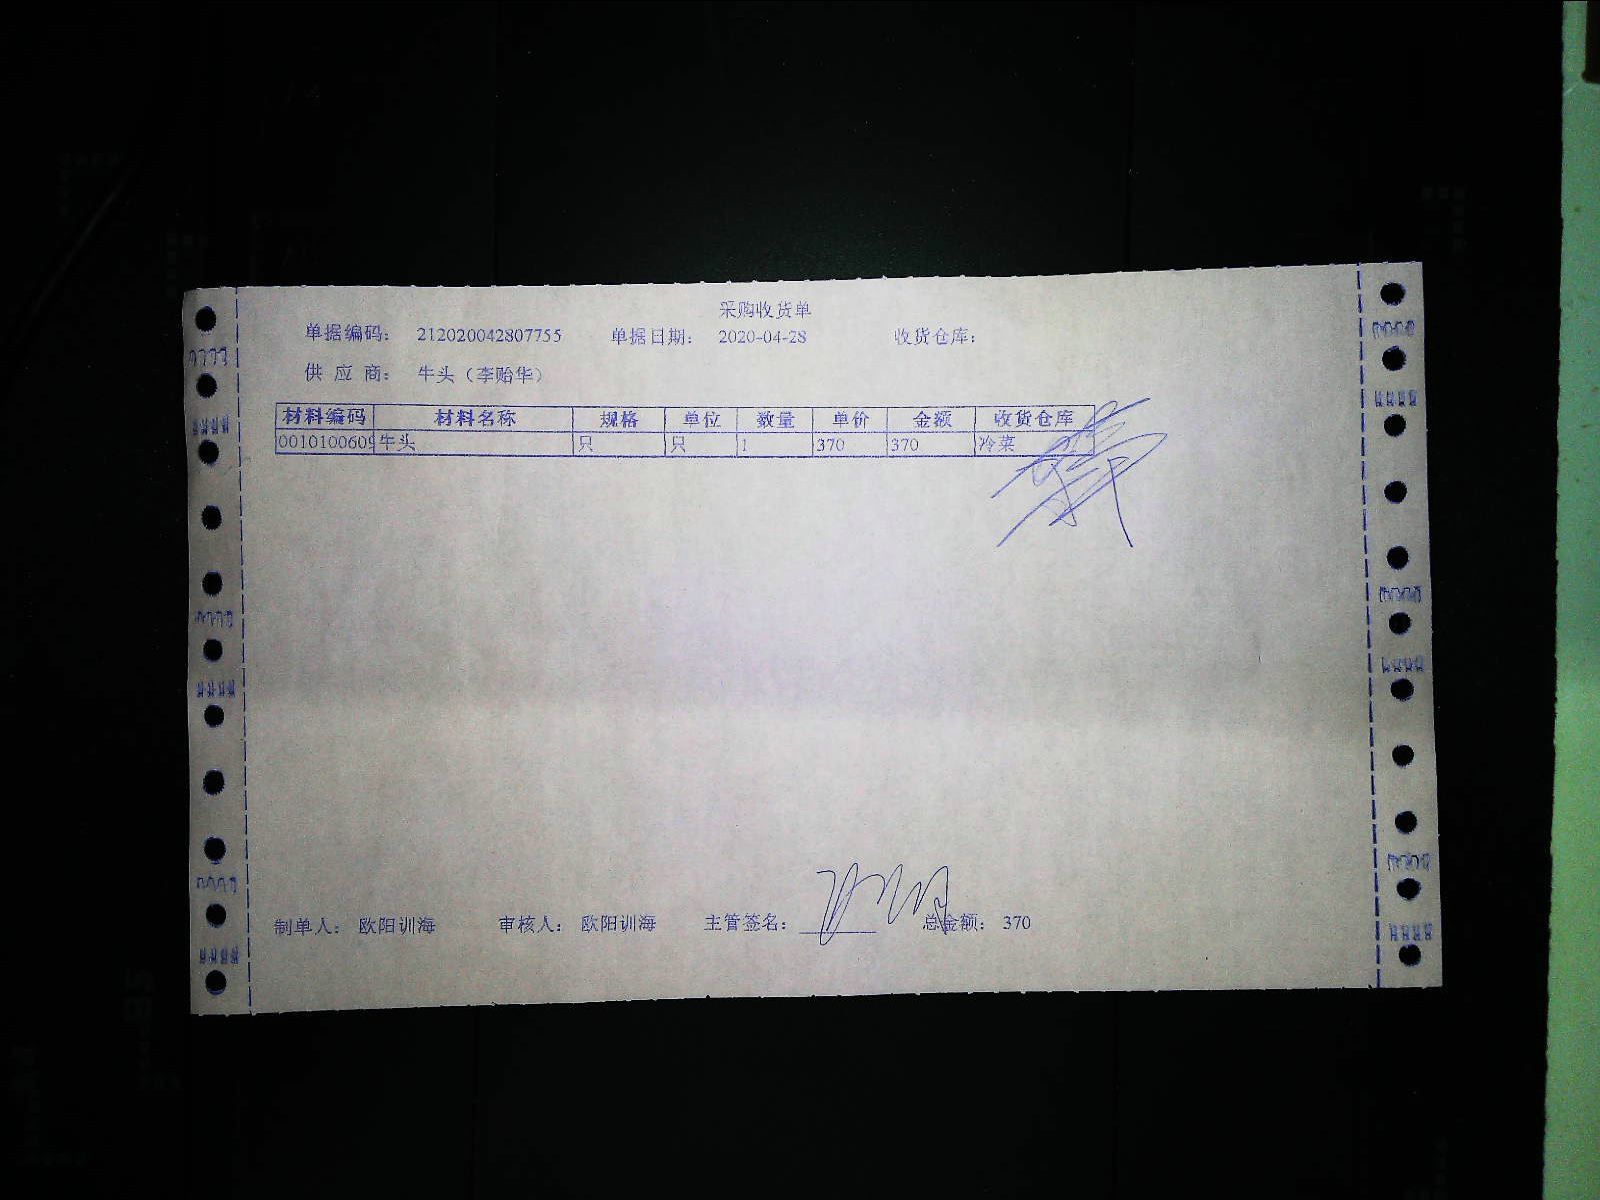 采购收货单
单据编码： 212020042807755 单据日期： 2020-04-28 收货仓库：
供 应 商： 牛头（李贻华）
材料编码 材料名称 规格 单位 数量 单价 金额 收货仓库
001010060 牛头 只 只 1 370 370 冷菜
制单人： 欧阳训海 审核人： 欧阳训海 主管签名： 总金额： 370